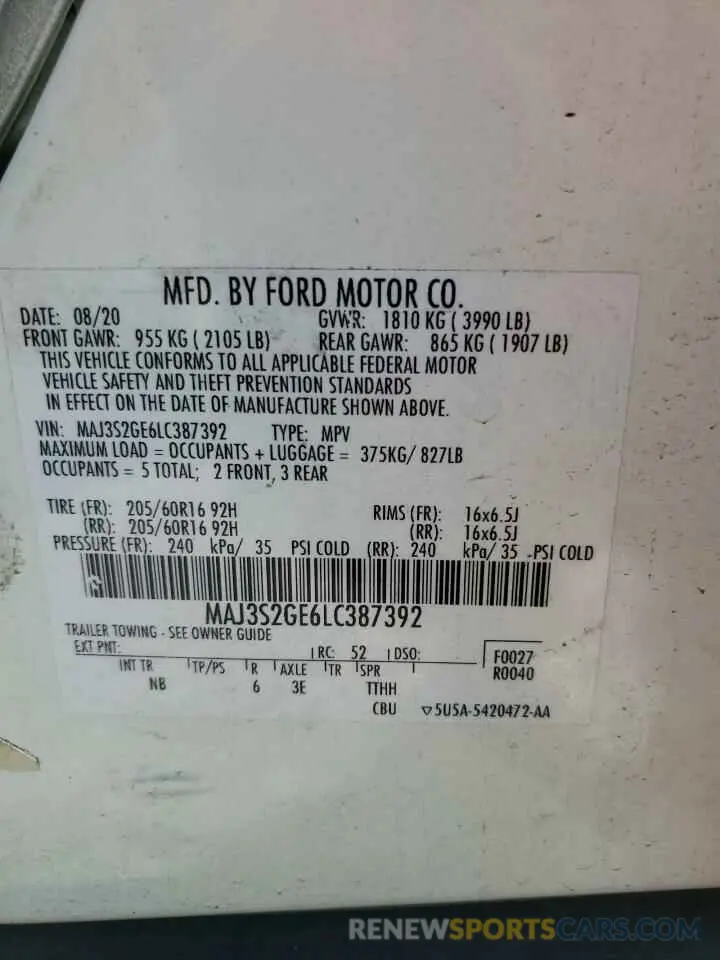 MFD. BY FORD MOTOR CO.
DATE: 08/20 GVWR: 1810 KG ( 3990 LB)
FRONT GAWR: 955 KG ( 2105 LB) REAR GAWR: 865 KG ( 1907 LB)
THIS VEHICLE CONFORMS TO ALL APPLICABLE FEDERAL MOTOR
VEHICLE SAFETY AND THEFT PREVENTION STANDARDS
IN EFFECT ON THE DATE OF MANUFACTURE SHOWN ABOVE.
VIN: MAJ3S2GE6LC387392 TYPE: MPV
MAXIMUM LOAD = OCCUPANTS + LUGGAGE = 375KG/ 827LB
OCCUPANTS = 5 TOTAL; 2 FRONT, 3 REAR
TIRE (FR): 205/60R16 92H RIMS (FR): 16x6.5J
(RR): 205/60R16 92H (RR): 16x6.5J
PRESSURE (FR): 240 kPa/ 35 PSI COLD (RR): 240 kPa/ 35 PSI COLD
MAJ3S2GE6LC387392
TRAILER TOWING - SEE OWNER GUIDE
EXT PNT: RC: 52 DSO: F0027
INT TR TP/PS R AXLE TR SPR R0040
NB 6 3E TTHH
CBU ▽5U5A-5420472-AA
RENEWSPORTSCARS.COM